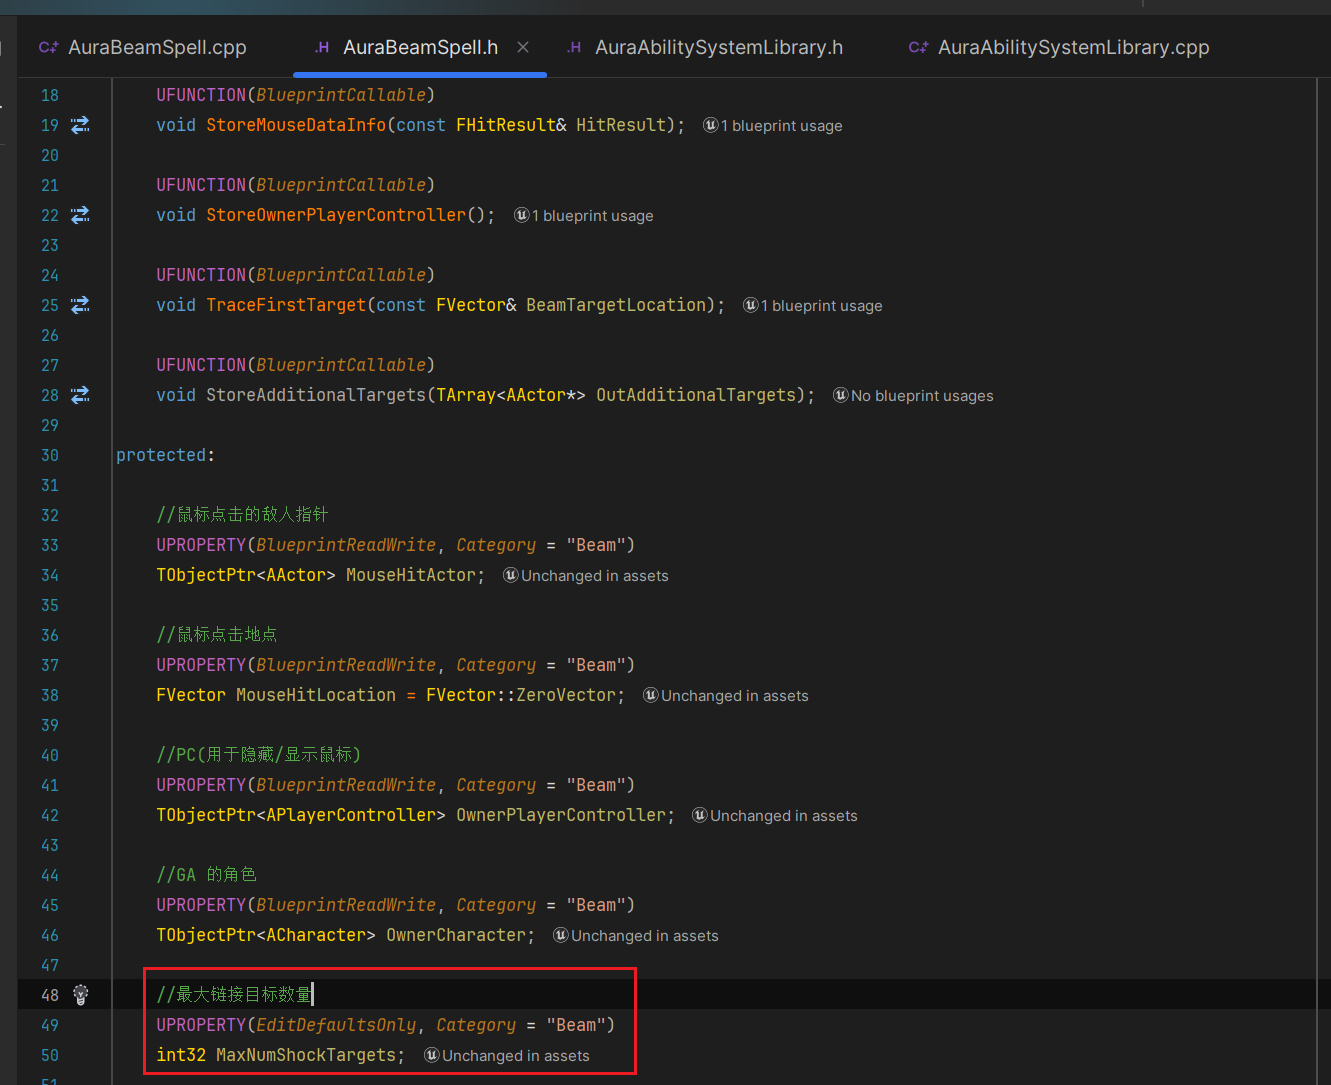 AuraBeamSpell.cpp
AuraBeamSpell.h
AuraAbilitySystemLibrary.h
AuraAbilitySystemLibrary.cpp
18 UFUNCTION(BlueprintCallable)
19 void StoreMouseDataInfo(const FHitResult& HitResult); 1 blueprint usage
20
21 UFUNCTION(BlueprintCallable)
22 void StoreOwnerPlayerController(); 1 blueprint usage
23
24 UFUNCTION(BlueprintCallable)
25 void TraceFirstTarget(const FVector& BeamTargetLocation); 1 blueprint usage
26
27 UFUNCTION(BlueprintCallable)
28 void StoreAdditionalTargets(TArray<AActor*> OutAdditionalTargets); No blueprint usages
29
30 protected:
31
32 //鼠标点击的敌人指针
33 UPROPERTY(BlueprintReadWrite, Category = "Beam")
34 TObjectPtr<AActor> MouseHitActor; Unchanged in assets
35
36 //鼠标点击地点
37 UPROPERTY(BlueprintReadWrite, Category = "Beam")
38 FVector MouseHitLocation = FVector::ZeroVector; Unchanged in assets
39
40 //PC(用于隐藏/显示鼠标)
41 UPROPERTY(BlueprintReadWrite, Category = "Beam")
42 TObjectPtr<APlayerController> OwnerPlayerController; Unchanged in assets
43
44 //GA 的角色
45 UPROPERTY(BlueprintReadWrite, Category = "Beam")
46 TObjectPtr<ACharacter> OwnerCharacter; Unchanged in assets
47
48 //最大链接目标数量
49 UPROPERTY(EditDefaultsOnly, Category = "Beam")
50 int32 MaxNumShockTargets; Unchanged in assets
51